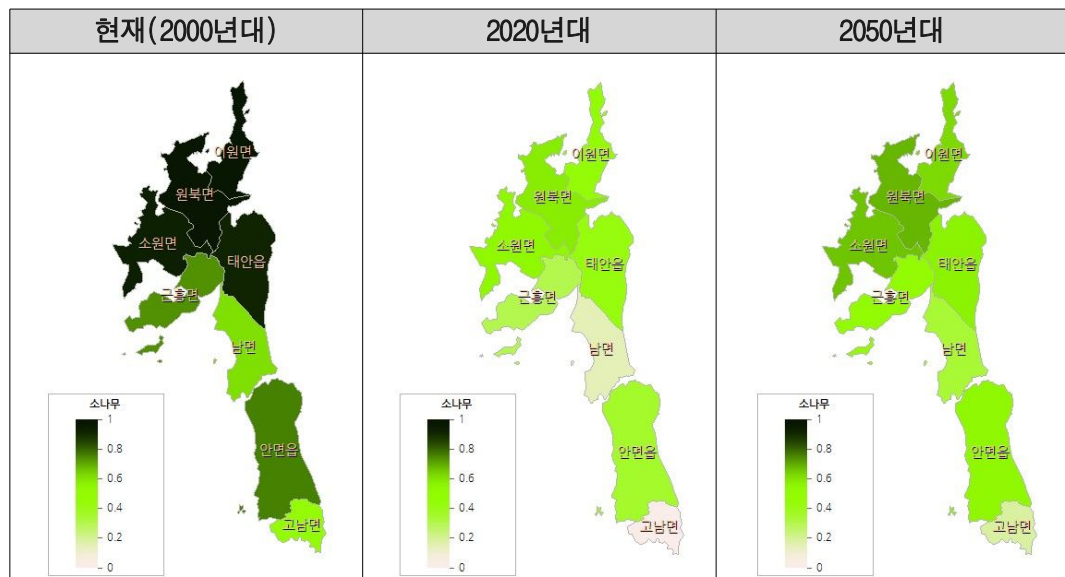 현재(2000년대)
2020년대
2050년대
이원면
원북면
소원면
태안읍
근흥면
남면
안면읍
고남면
소나무
1
0.8
0.6
0.4
0.2
0
이원면
원북면
소원면
태안읍
근흥면
남면
안면읍
고남면
소나무
1
0.8
0.6
0.4
0.2
0
이원면
원북면
소원면
태안읍
근흥면
남면
안면읍
고남면
소나무
1
0.8
0.6
0.4
0.2
0